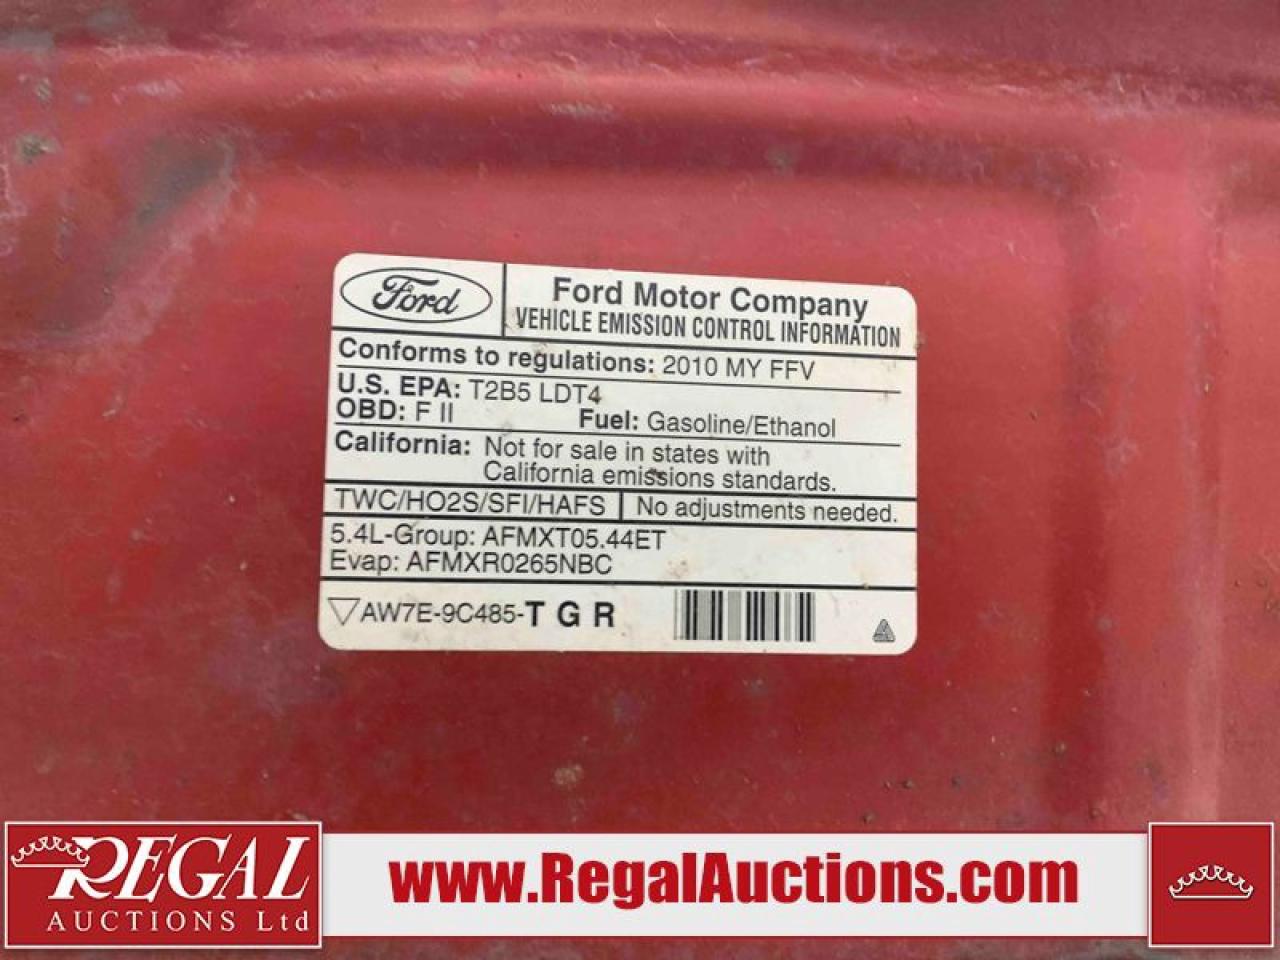 Ford
Ford Motor Company
VEHICLE EMISSION CONTROL INFORMATION
Conforms to regulations: 2010 MY FFV
U.S. EPA: T2B5 LDT4
OBD: F II Fuel: Gasoline/Ethanol
California: Not for sale in states with
California emissions standards.
TWC/HO2S/SFI/HAFS No adjustments needed.
5.4L-Group: AFMXT05.44ET
Evap: AFMXR0265NBC
AW7E-9C485-T G R
REGAL
AUCTIONS Ltd
www.RegalAuctions.com